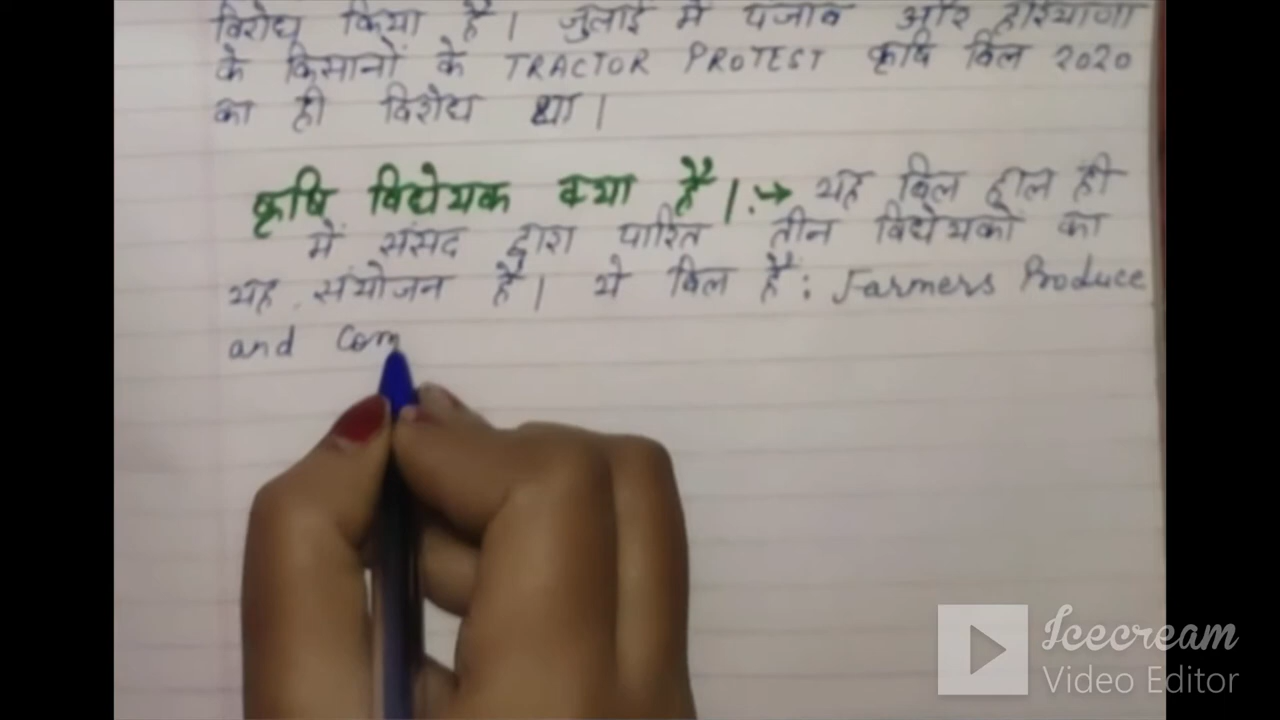 विरोध किया है। जुलाई में पंजाब और हरियाणा
के किसानों के TRACTOR PROTEST कृषि बिल 2020
का ही विरोध था।
कृषि विधेयक क्या है।:→ यह बिल हाल ही
में संसद द्वारा पारित तीन विधेयकों का
यह संयोजन है। ये बिल हैं: Farmers Produce
and Com
Icecream
Video Editor